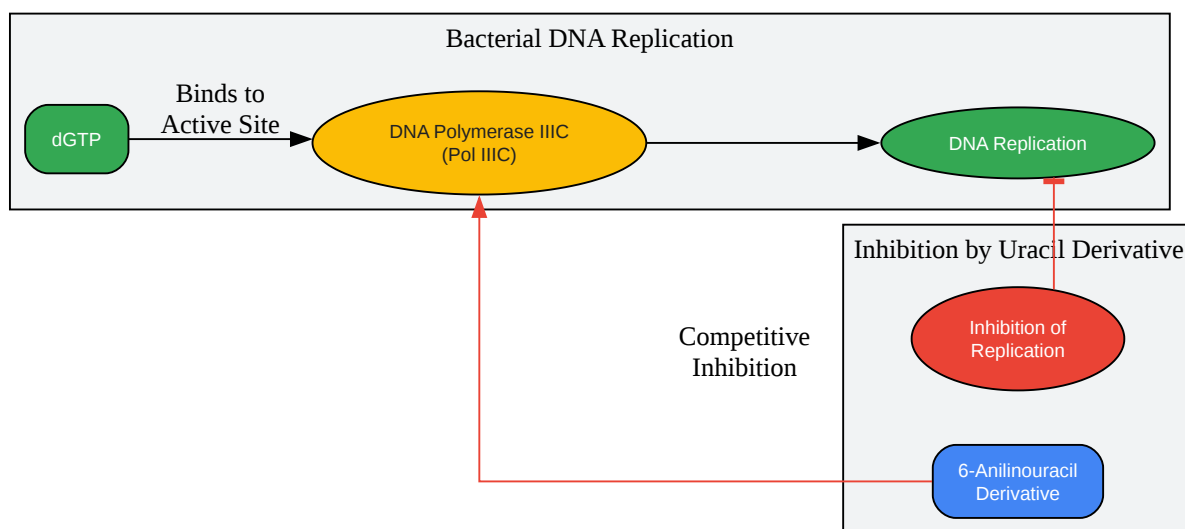 Bacterial DNA Replication
Binds to
Active Site
dGTP
DNA Polymerase IIIC
(Pol IIIC)
DNA Replication
Inhibition by Uracil Derivative
Competitive
Inhibition
Inhibition of
Replication
6-Anilinouracil
Derivative